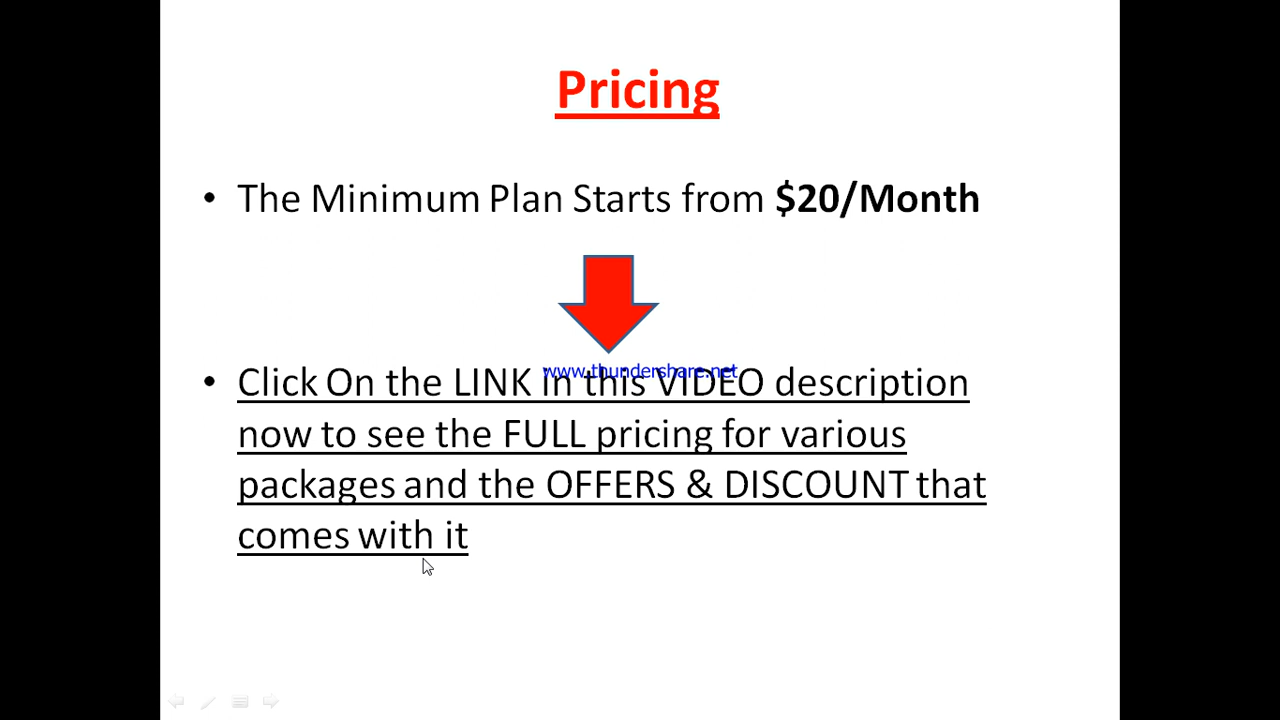 Pricing
• The Minimum Plan Starts from $20/Month
www.thundershare.net
• Click On the LINK in this VIDEO description
now to see the FULL pricing for various
packages and the OFFERS & DISCOUNT that
comes with it